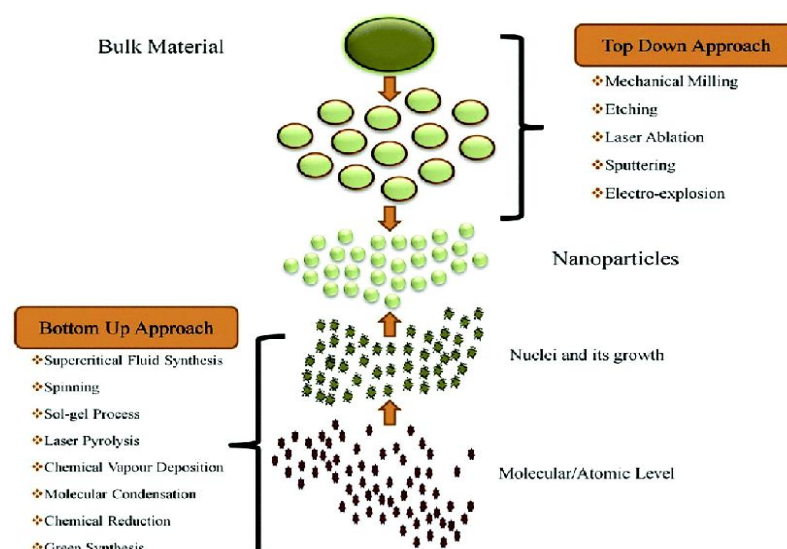 Bulk Material
Top Down Approach
❖Mechanical Milling
❖Etching
❖Laser Ablation
❖Sputtering
❖Electro-explosion
Nanoparticles
Bottom Up Approach
❖Supercritical Fluid Synthesis
❖Spinning
❖Sol-gel Process
❖Laser Pyrolysis
❖Chemical Vapour Deposition
❖Molecular Condensation
❖Chemical Reduction
❖Green Synthesis
Nuclei and its growth
Molecular/Atomic Level